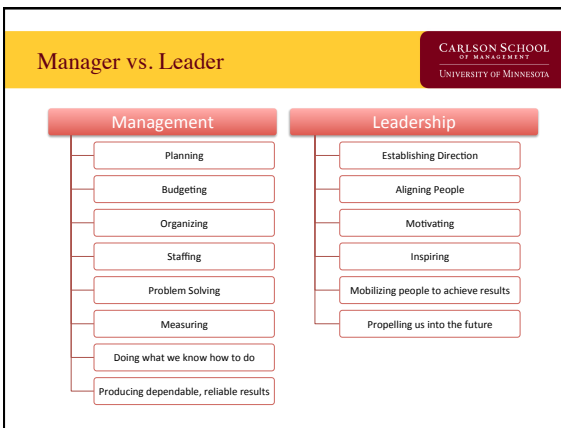 Manager vs. Leader
CARLSON SCHOOL
OF MANAGEMENT
UNIVERSITY OF MINNESOTA
Management
Planning
Budgeting
Organizing
Staffing
Problem Solving
Measuring
Doing what we know how to do
Producing dependable, reliable results
Leadership
Establishing Direction
Aligning People
Motivating
Inspiring
Mobilizing people to achieve results
Propelling us into the future